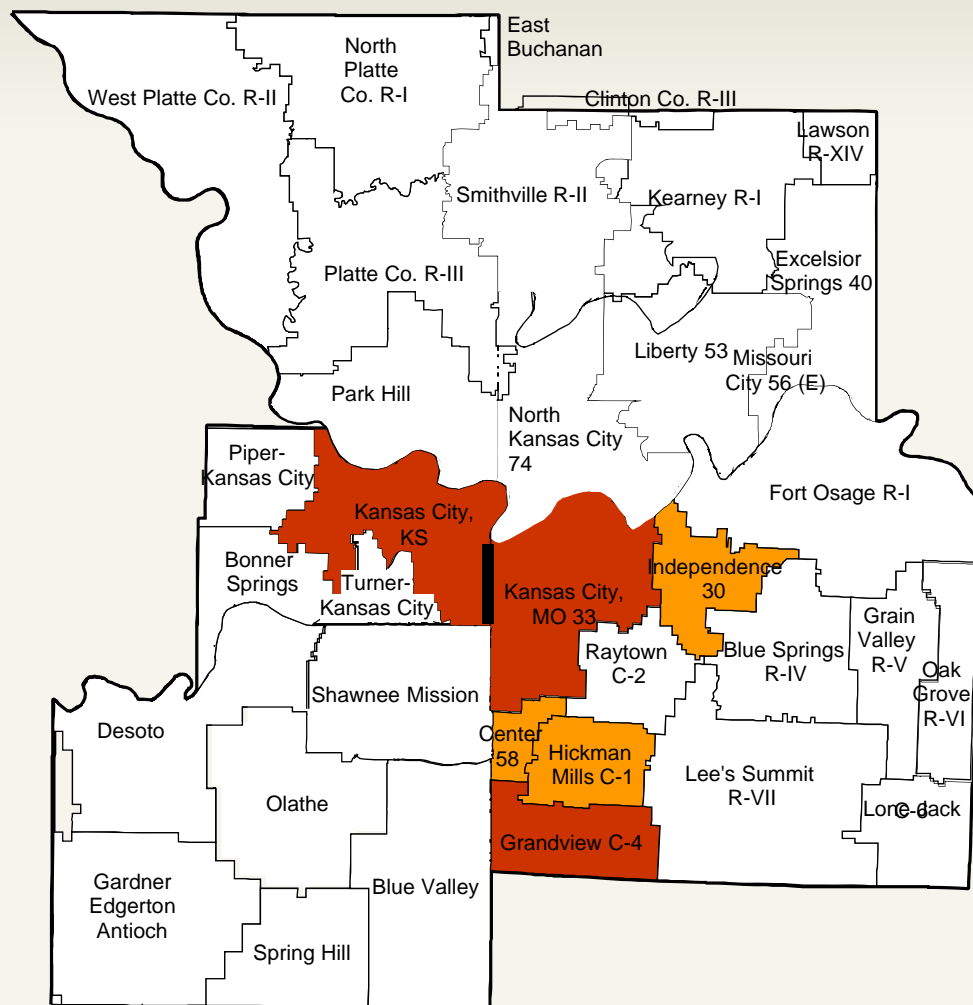 East
Buchanan
North
Platte
Co. R-I
West Platte Co. R-II
Clinton Co. R-III
Lawson
R-XIV
Smithville R-II
Kearney R-I
Excelsior
Springs 40
Platte Co. R-III
Liberty 53
Missouri
City 56 (E)
Park Hill
North
Kansas City
74
Piper-
Kansas City
Fort Osage R-I
Kansas City,
KS
Bonner
Springs
Turner-
Kansas City
Kansas City,
MO 33
Independence
30
Grain
Valley
R-V
Raytown
C-2
Blue Springs
R-IV
Oak
Grove
R-VI
Shawnee Mission
Desoto
Center
58
Hickman
Mills C-1
Lee's Summit
R-VII
Olathe
Lone Jack
C-6
Grandview C-4
Gardner
Edgerton
Antioch
Blue Valley
Spring Hill